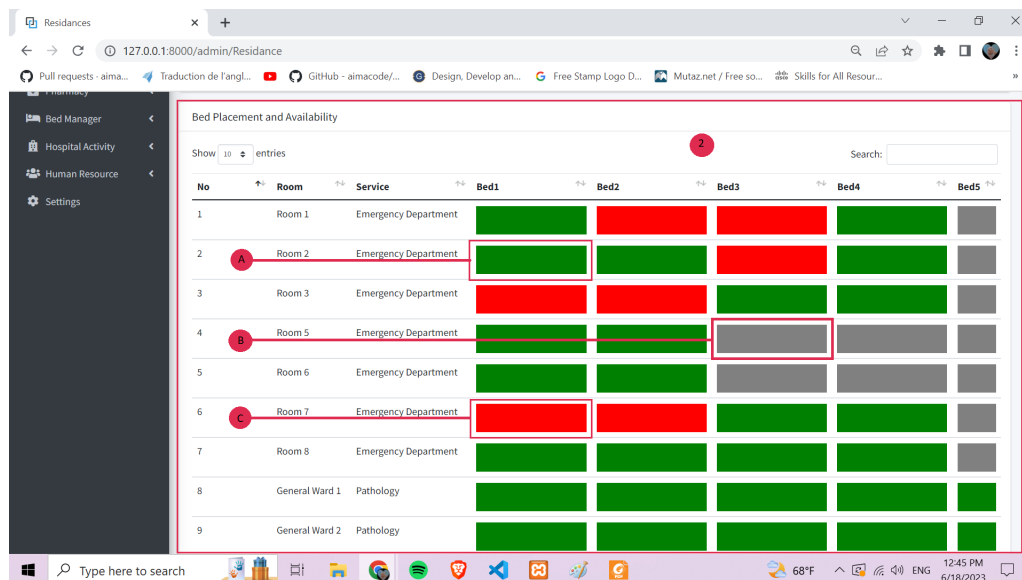 Residances
127.0.0.1:8000/admin/Residance
Pull requests · aima...
Traduction de l'angl...
GitHub - aimacode/...
Design, Develop an...
Free Stamp Logo D...
Mutaz.net / Free so...
Skills for All Resour...
»
Pharmacy
Bed Manager
Hospital Activity
Human Resource
Settings
Bed Placement and Availability
2
Show 10 entries
Search:
No Room Service Bed1 Bed2 Bed3 Bed4 Bed5
1 Room 1 Emergency Department
2 A Room 2 Emergency Department
3 Room 3 Emergency Department
4 B Room 5 Emergency Department
5 Room 6 Emergency Department
6 C Room 7 Emergency Department
7 Room 8 Emergency Department
8 General Ward 1 Pathology
9 General Ward 2 Pathology
Type here to search
68°F
ENG
12:45 PM
6/18/2023